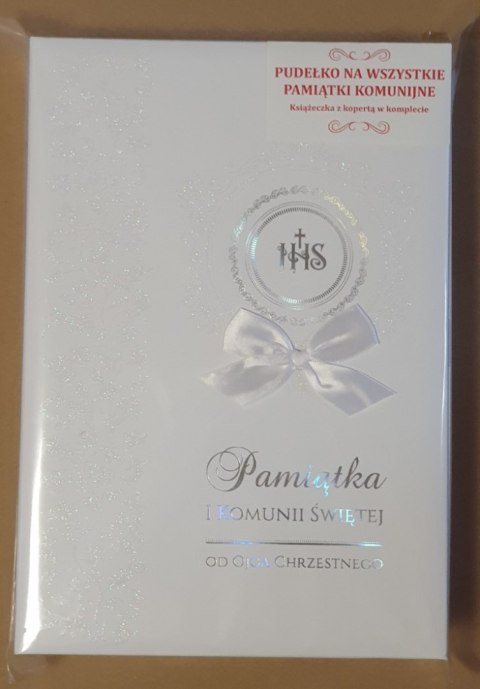 PUDEŁKO NA WSZYSTKIE
PAMIĄTKI KOMUNIJNE
Książeczka z kopertą w komplecie
IHS
Pamiątka
I KOMUNII ŚWIĘTEJ
OD OJCA CHRZESTNEGO